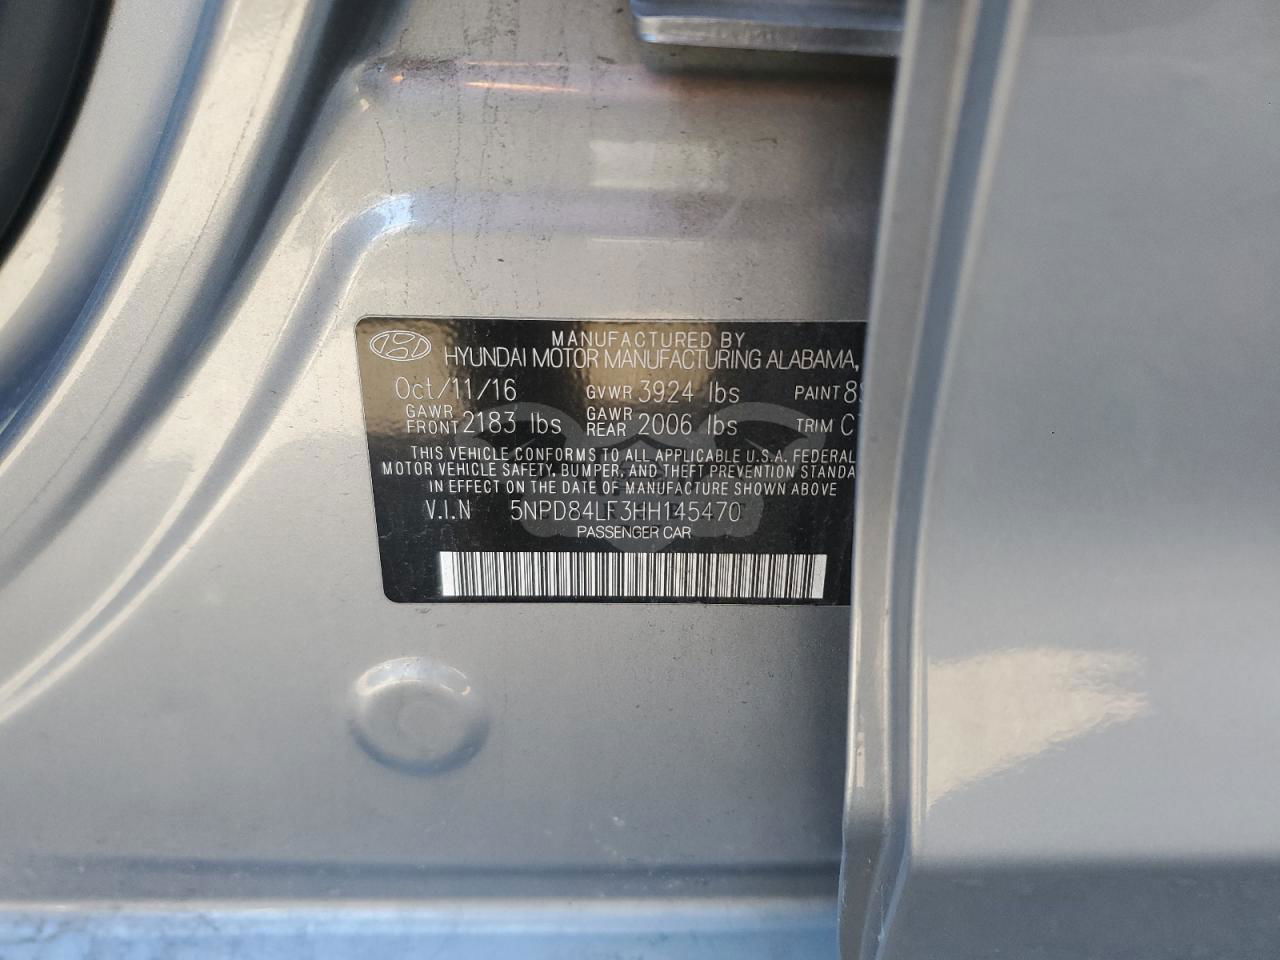 MANUFACTURED BY
HYUNDAI MOTOR MANUFACTURING ALABAMA,
Oct/11/16 GVWR 3924 lbs PAINT
GAWR FRONT 2183 lbs GAWR REAR 2006 lbs TRIM C
THIS VEHICLE CONFORMS TO ALL APPLICABLE U.S.A. FEDERAL
MOTOR VEHICLE SAFETY, BUMPER, AND THEFT PREVENTION STANDA
IN EFFECT ON THE DATE OF MANUFACTURE SHOWN ABOVE
V.I.N 5NPD84LF3HH145470
PASSENGER CAR